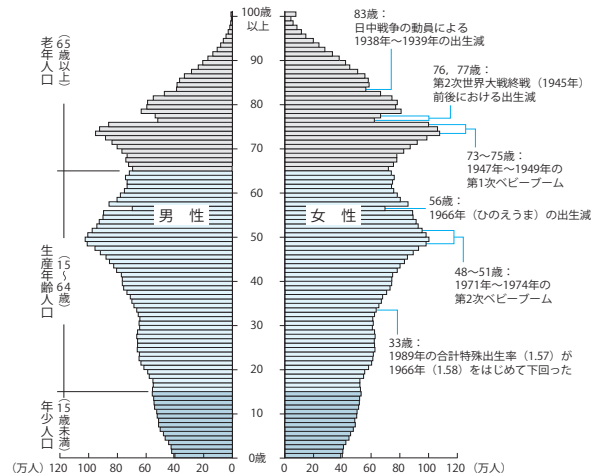 100歳
以上
90
80
70
60
50
40
30
20
10
0歳
老年人口
(65歳以上)
生産年齢人口
(15〜64歳)
年少人口
(15歳未満)
男 性
女 性
83歳：
日中戦争の動員による
1938年〜1939年の出生減
76，77歳：
第2次世界大戦終戦（1945年）
前後における出生減
73〜75歳：
1947年〜1949年の
第1次ベビーブーム
56歳：
1966年（ひのえうま）の出生減
48〜51歳：
1971年〜1974年の
第2次ベビーブーム
33歳：
1989年の合計特殊出生率（1.57）が
1966年（1.58）をはじめて下回った
（万人）120 100 80 60 40 20 0
0 20 40 60 80 100 120（万人）